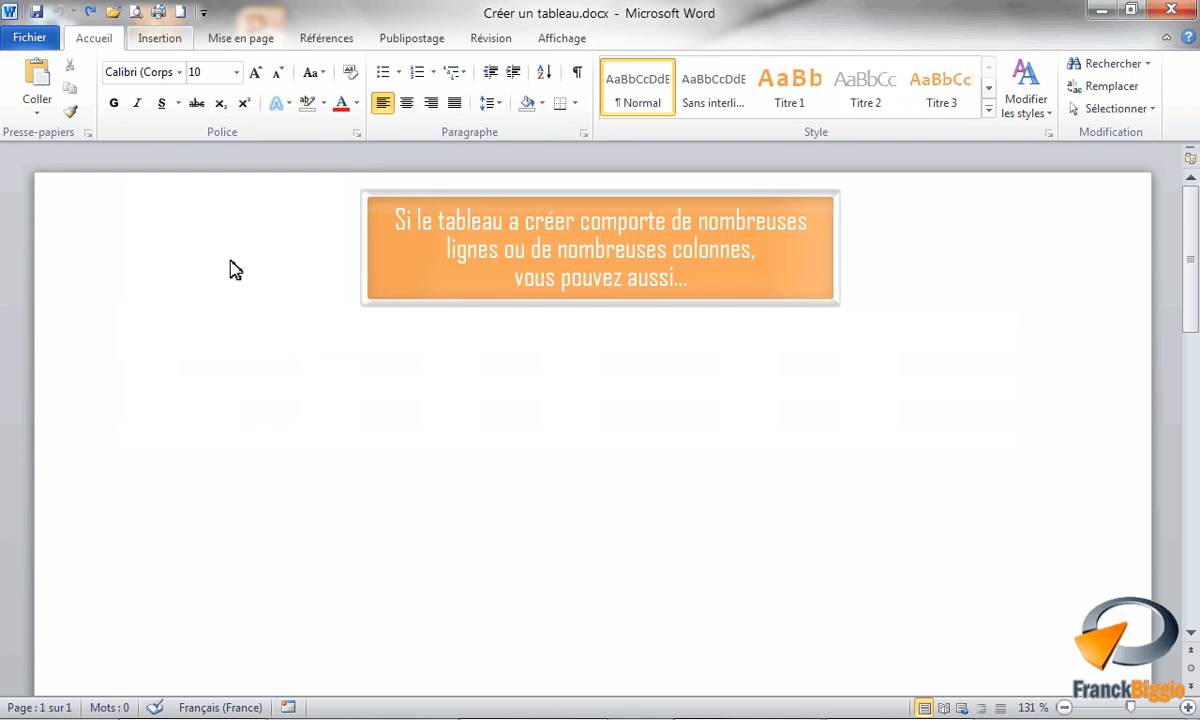 Créer un tableau.docx - Microsoft Word
Fichier Accueil Insertion Mise en page Références Publipostage Révision Affichage
Coller
Presse-papiers
Calibri (Corps 10
G I S abc x₂ x²
Police
Paragraphe
AaBbCcDdE AaBbCcDdE AaBb AaBbCc AaBbCc
¶ Normal Sans interli... Titre 1 Titre 2 Titre 3
Style
Modifier
les styles
Rechercher
Remplacer
Sélectionner
Modification
Si le tableau a créer comporte de nombreuses
lignes ou de nombreuses colonnes,
vous pouvez aussi...
FranckBiggio
Page : 1 sur 1 Mots : 0 Français (France) 131 %